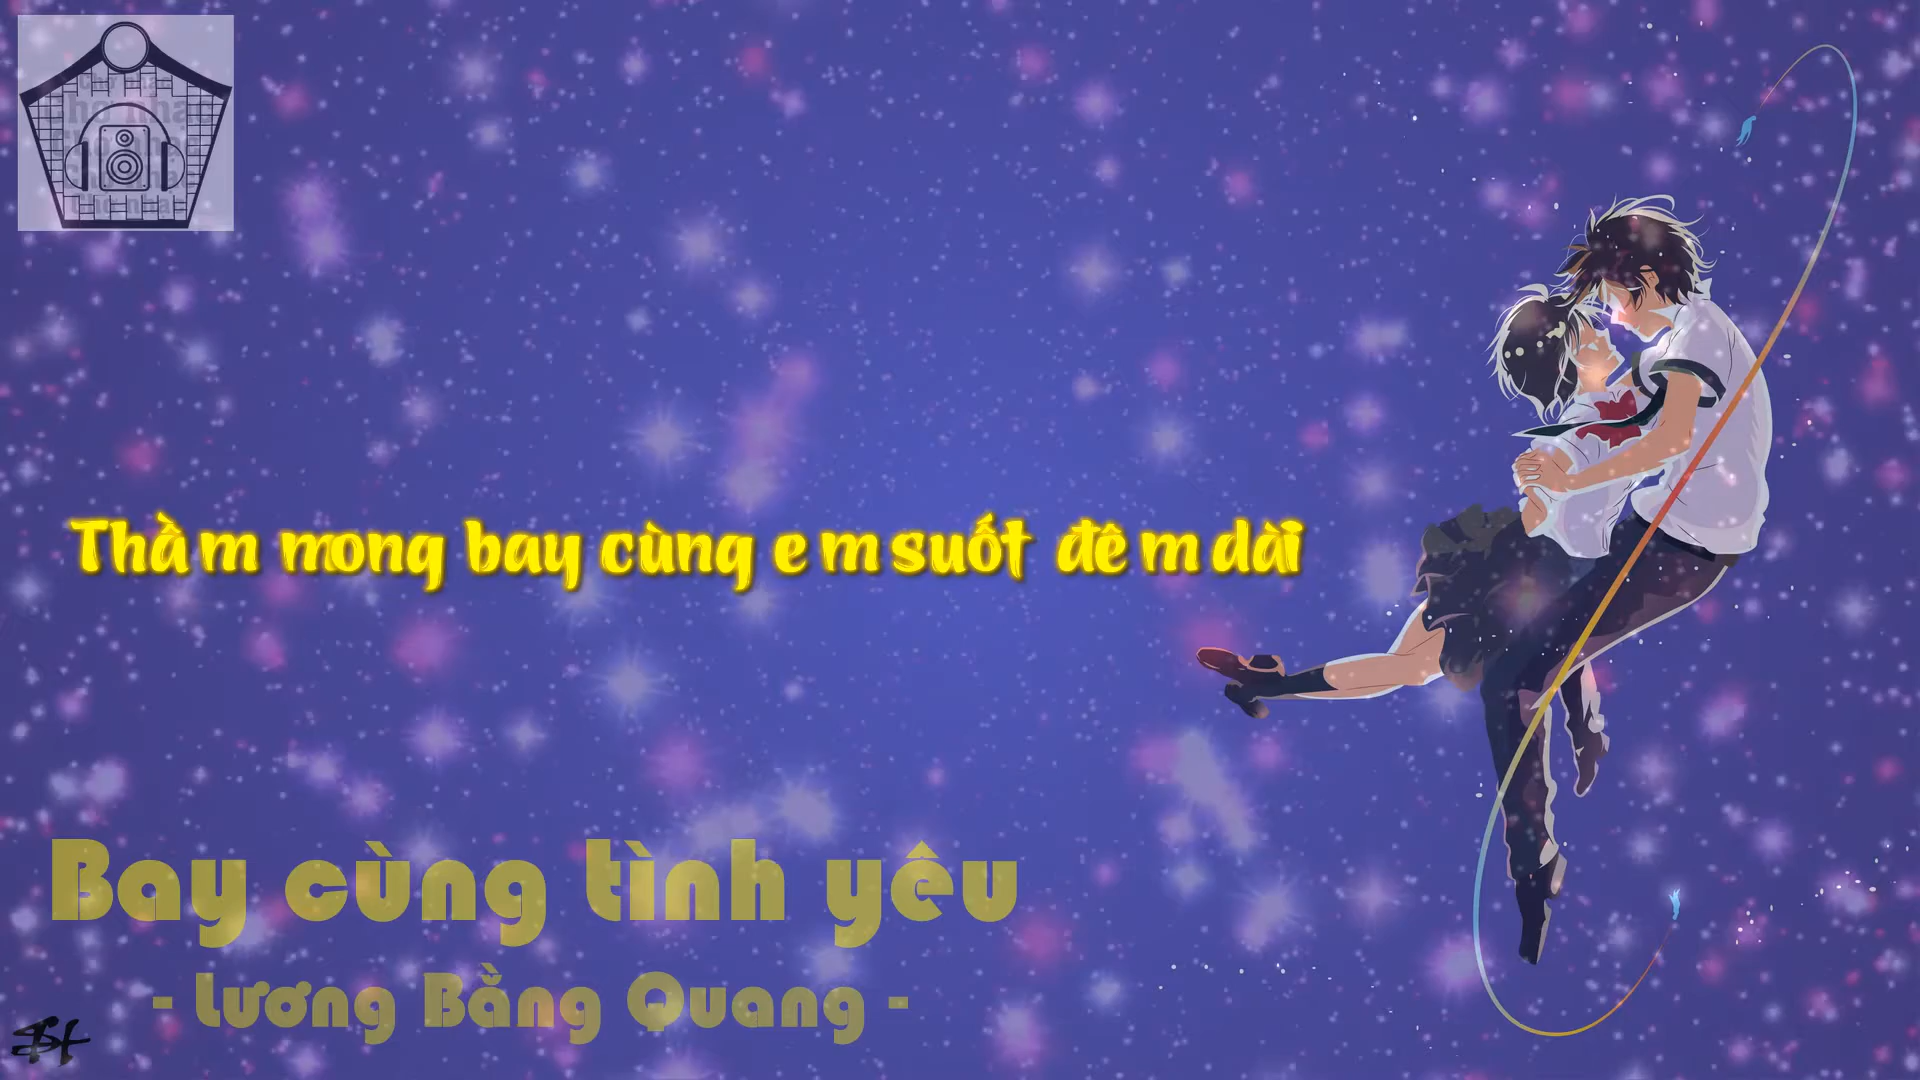 Thầm mong bay cùng em suốt đêm dài
Bay cùng tình yêu
- Lương Bằng Quang -